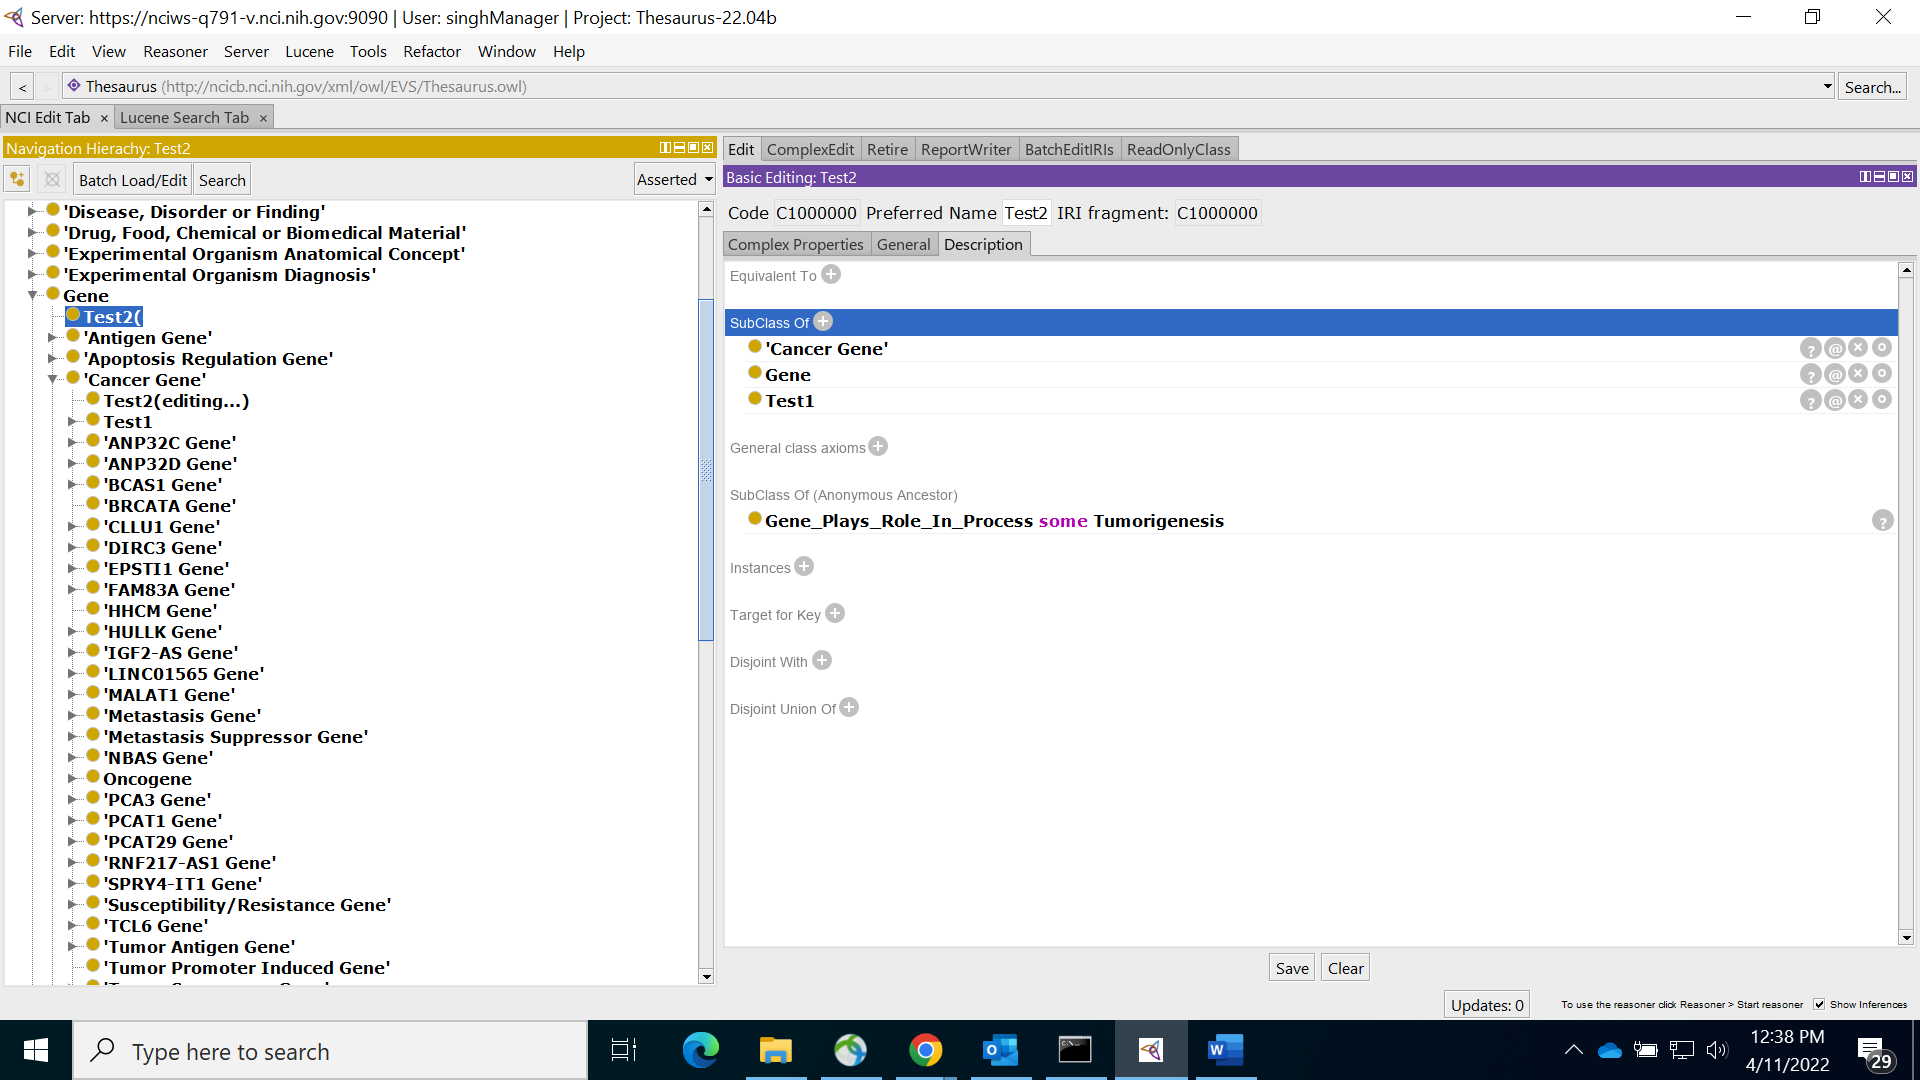 Server: https://nciws-q791-v.nci.nih.gov:9090 | User: singhManager | Project: Thesaurus-22.04b
File Edit View Reasoner Server Lucene Tools Refactor Window Help
< > Thesaurus (http://ncicb.nci.nih.gov/xml/owl/EVS/Thesaurus.owl) Search...
NCI Edit Tab × Lucene Search Tab ×
Navigation Hierachy: Test2
Batch Load/Edit Search Asserted
'Disease, Disorder or Finding'
'Drug, Food, Chemical or Biomedical Material'
'Experimental Organism Anatomical Concept'
'Experimental Organism Diagnosis'
Gene
Test2(
'Antigen Gene'
'Apoptosis Regulation Gene'
'Cancer Gene'
Test2(editing...)
Test1
'ANP32C Gene'
'ANP32D Gene'
'BCAS1 Gene'
'BRCATA Gene'
'CLLU1 Gene'
'DIRC3 Gene'
'EPSTI1 Gene'
'FAM83A Gene'
'HHCM Gene'
'HULLK Gene'
'IGF2-AS Gene'
'LINC01565 Gene'
'MALAT1 Gene'
'Metastasis Gene'
'Metastasis Suppressor Gene'
'NBAS Gene'
Oncogene
'PCA3 Gene'
'PCAT1 Gene'
'PCAT29 Gene'
'RNF217-AS1 Gene'
'SPRY4-IT1 Gene'
'Susceptibility/Resistance Gene'
'TCL6 Gene'
'Tumor Antigen Gene'
'Tumor Promoter Induced Gene'
Edit ComplexEdit Retire ReportWriter BatchEditIRIs ReadOnlyClass
Basic Editing: Test2
Code C1000000 Preferred Name Test2 IRI fragment: C1000000
Complex Properties General Description
Equivalent To +
SubClass Of +
'Cancer Gene' ? @ × o
Gene ? @ × o
Test1 ? @ × o
General class axioms +
SubClass Of (Anonymous Ancestor)
Gene_Plays_Role_In_Process some Tumorigenesis ?
Instances +
Target for Key +
Disjoint With +
Disjoint Union Of +
Save Clear
Updates: 0 To use the reasoner click Reasoner > Start reasoner Show Inferences
Type here to search
12:38 PM
4/11/2022
29